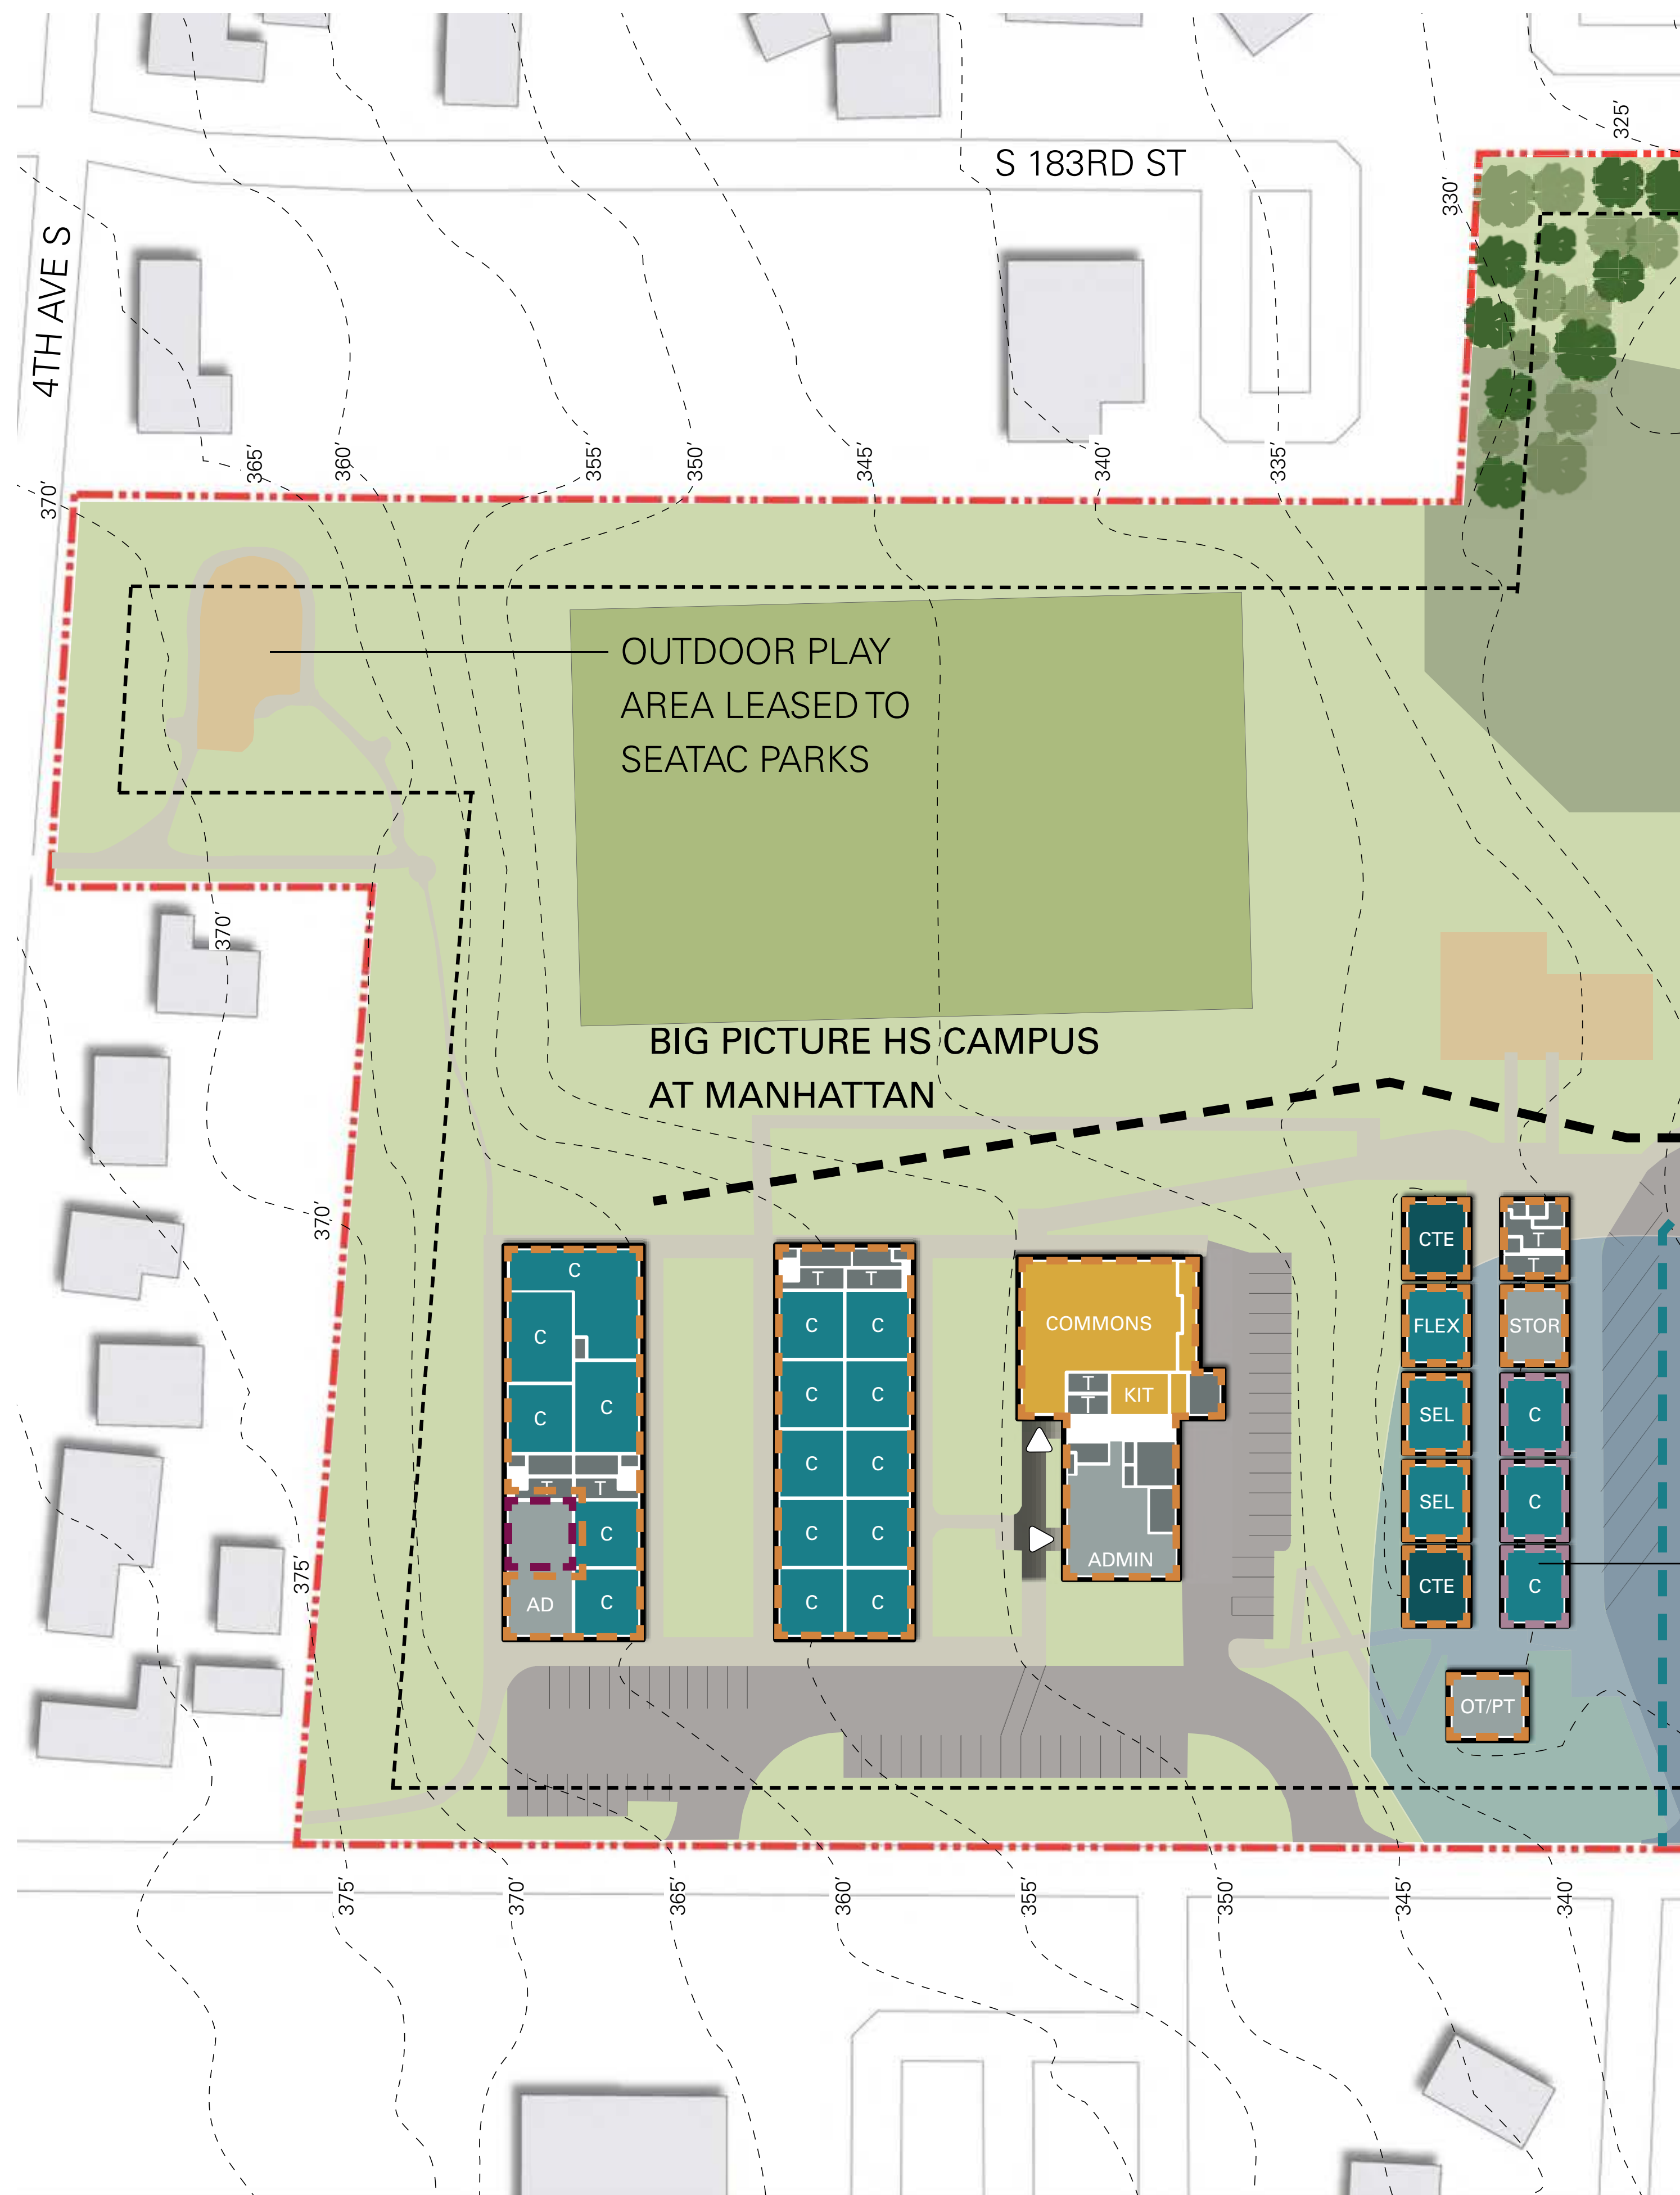 325'
S 183RD ST
330'
4TH AVE S
365'
360'
355'
350'
345'
340'
335'
370'
OUTDOOR PLAY
AREA LEASED TO
SEATAC PARKS
370'
BIG PICTURE HS CAMPUS
AT MANHATTAN
370'
C
C
C
C
T
T
C
AD
C
T
T
C
C
C
C
C
C
C
C
C
C
COMMONS
T
T
KIT
ADMIN
CTE
T
T
FLEX
STOR
SEL
C
SEL
C
CTE
C
OT/PT
375'
375'
370'
365'
360'
355'
350'
345'
340'